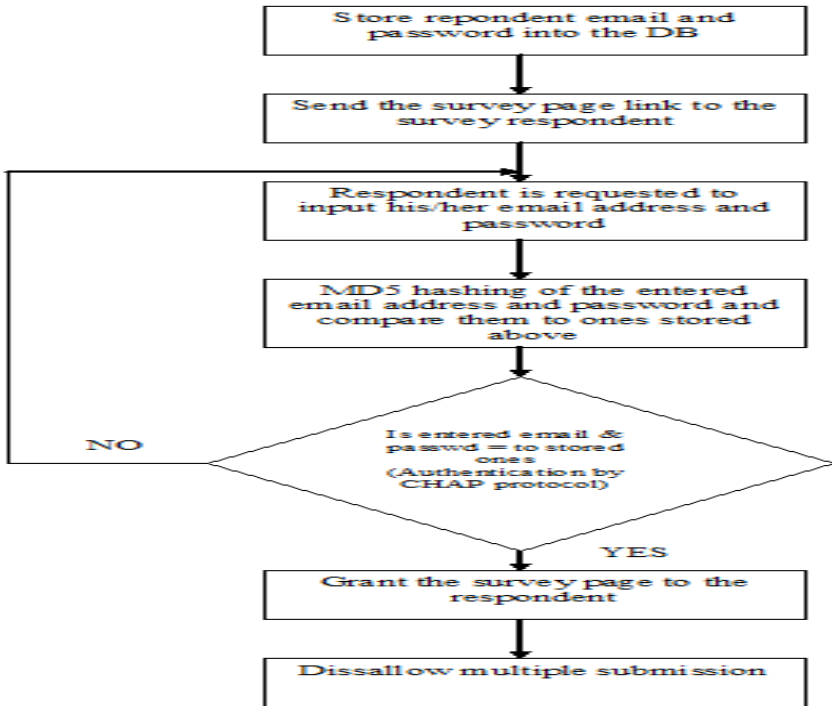 Store repondent email and
password into the DB
Send the survey page link to the
survey respondent
Respondent is requested to
input his/her email address and
password
MD5 hashing of the entered
email address and password and
compare them to ones stored
above
NO
Is entered email &
passwd = to stored
ones
(Authentication by
CHAP protocol)
YES
Grant the survey page to the
respondent
Dissallow multiple submission